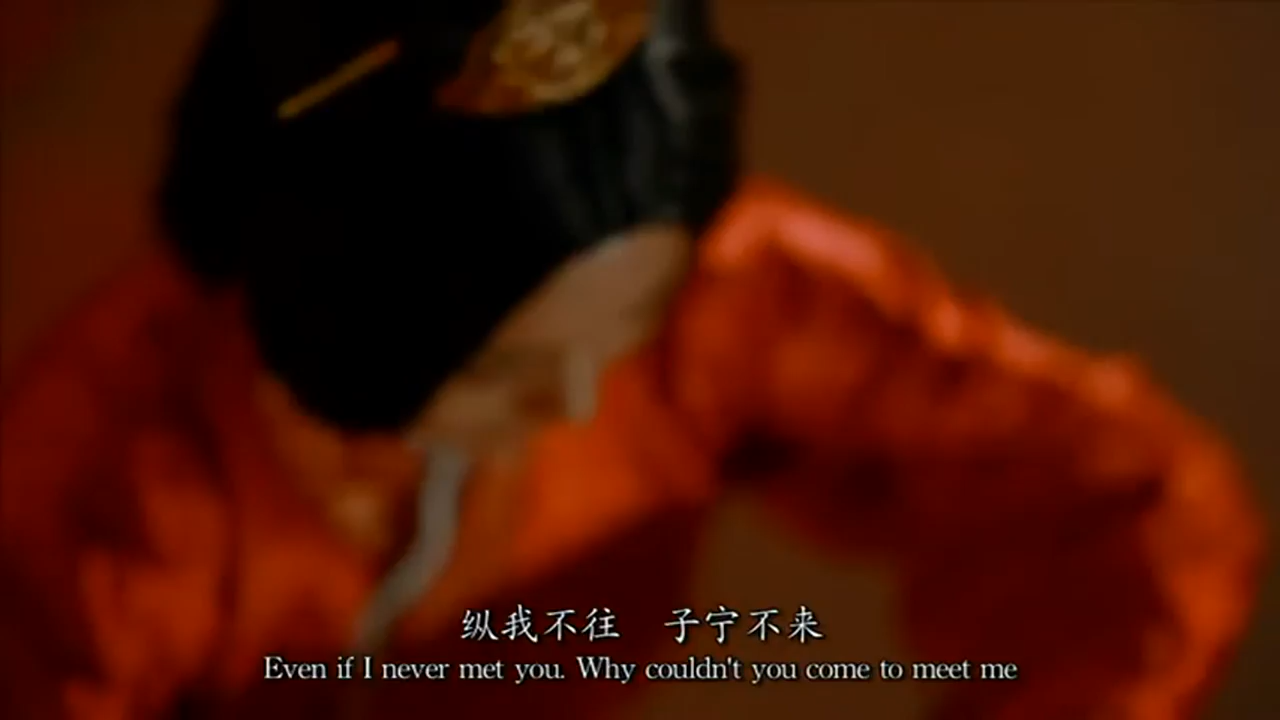 纵我不往 子宁不来
Even if I never met you. Why couldn't you come to meet me